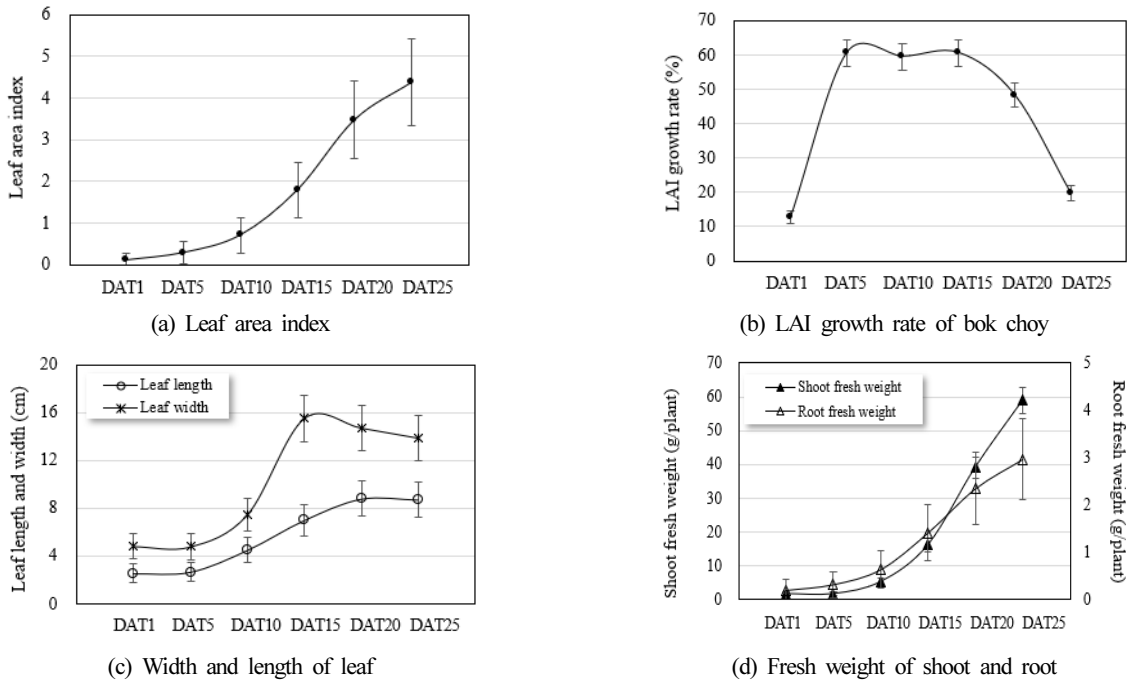 6
5
4
3
2
1
0
Leaf area index
DAT1 DAT5 DAT10 DAT15 DAT20 DAT25
(a) Leaf area index
70
60
50
40
30
20
10
0
LAI growth rate (%)
DAT1 DAT5 DAT10 DAT15 DAT20 DAT25
(b) LAI growth rate of bok choy
20
16
12
8
4
0
Leaf length and width (cm)
Leaf length
Leaf width
DAT1 DAT5 DAT10 DAT15 DAT20 DAT25
(c) Width and length of leaf
70
60
50
40
30
20
10
0
Shoot fresh weight (g/plant)
Shoot fresh weight
Root fresh weight
5
4
3
2
1
0
Root fresh weight (g/plant)
DAT1 DAT5 DAT10 DAT15 DAT20 DAT25
(d) Fresh weight of shoot and root